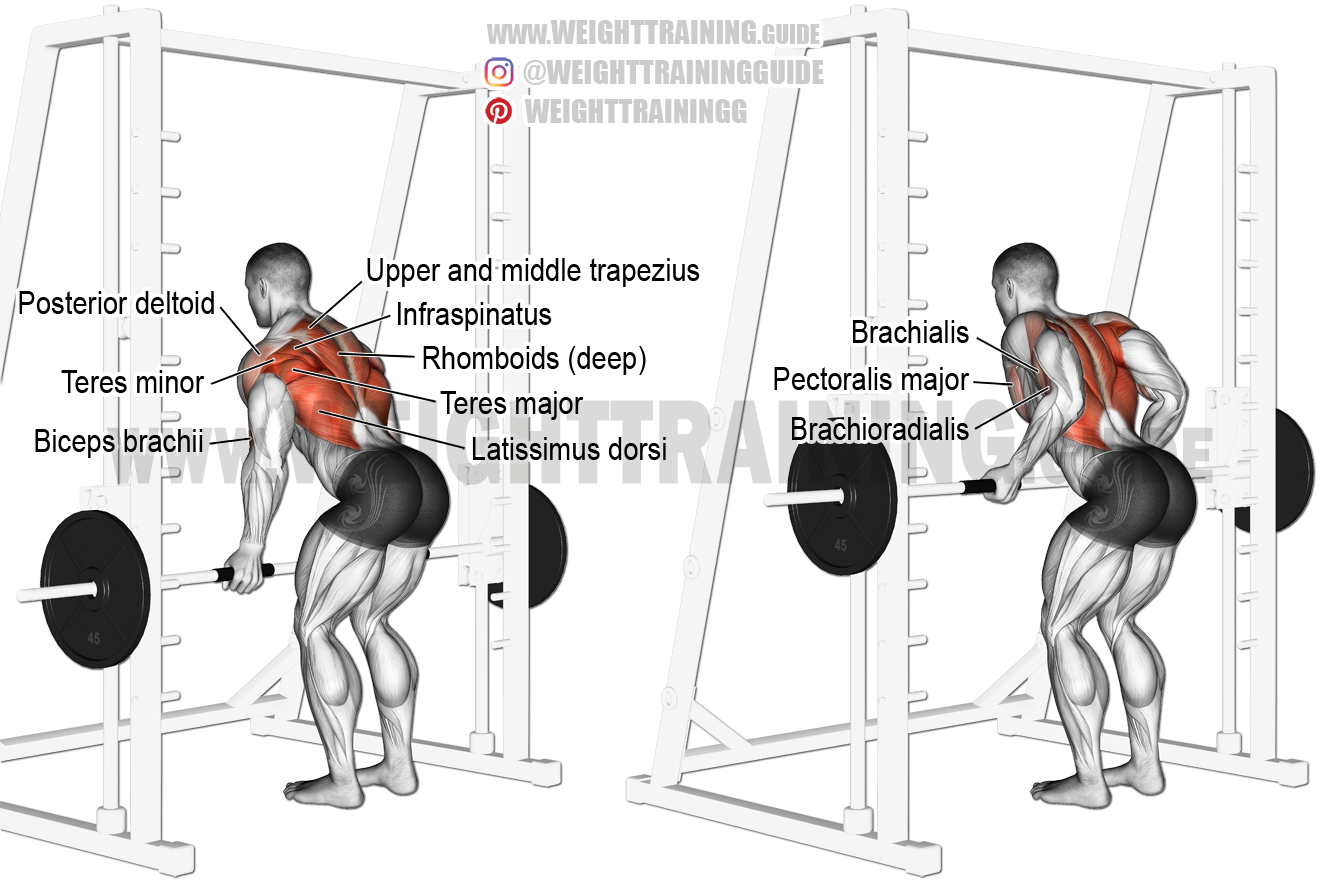 WWW.WEIGHTTRAINING.GUIDE
@WEIGHTTRAININGGUIDE
WEIGHTTRAININGG
Upper and middle trapezius
Posterior deltoid
Infraspinatus
Rhomboids (deep)
Teres minor
Teres major
Biceps brachii
Latissimus dorsi
Brachialis
Pectoralis major
Brachioradialis
WWW.WEIGHTTRAINING.GUIDE
45
45